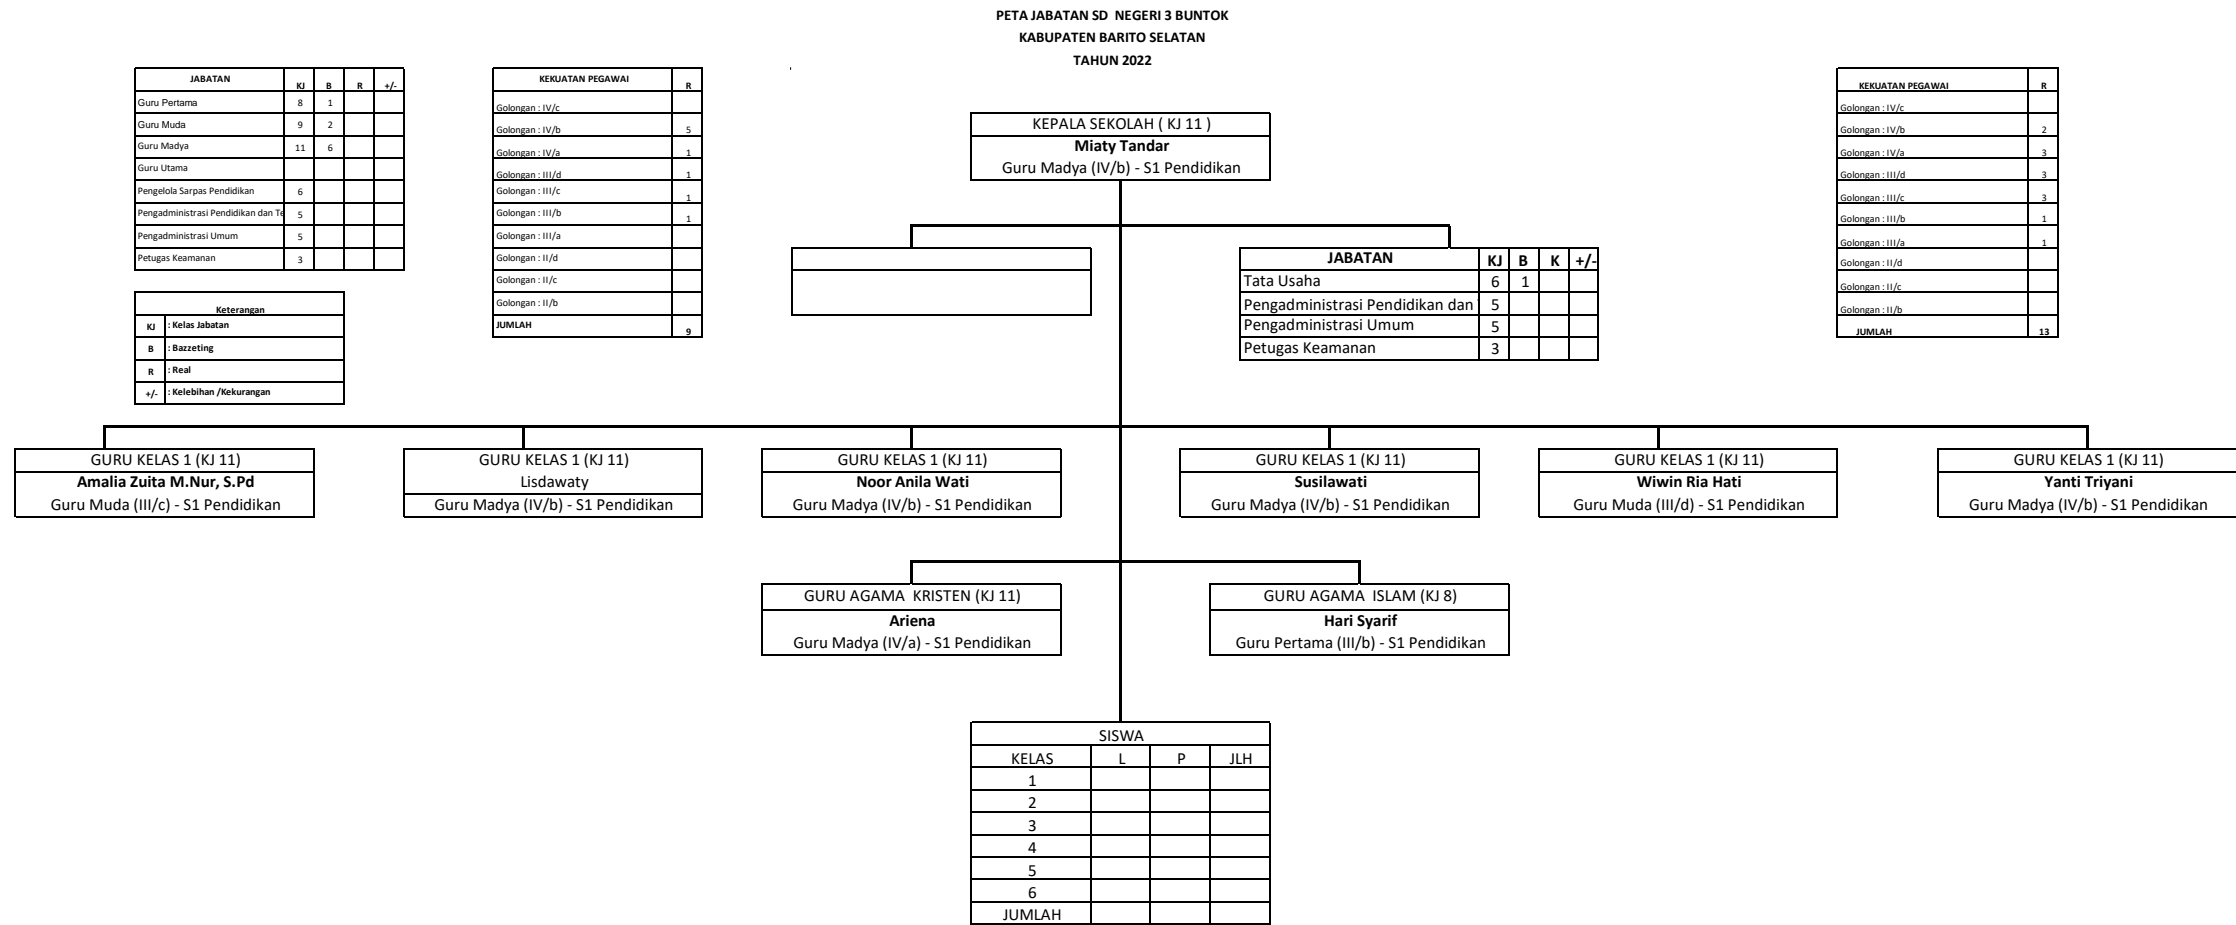 PETA JABATAN SD NEGERI 3 BUNTOK
KABUPATEN BARITO SELATAN
TAHUN 2022
JABATAN KJ B R +/-
Guru Pertama 8 1
Guru Muda 9 2
Guru Madya 11 6
Guru Utama
Pengelola Sarpas Pendidikan 6
Pengadministrasi Pendidikan dan Te 5
Pengadministrasi Umum 5
Petugas Keamanan 3
Keterangan
KJ : Kelas Jabatan
B : Bazzeting
R : Real
+/- : Kelebihan /Kekurangan
KEKUATAN PEGAWAI R
Golongan : IV/c
Golongan : IV/b 5
Golongan : IV/a 1
Golongan : III/d 1
Golongan : III/c 1
Golongan : III/b 1
Golongan : III/a
Golongan : II/d
Golongan : II/c
Golongan : II/b
JUMLAH 9
KEPALA SEKOLAH ( KJ 11 )
Miaty Tandar
Guru Madya (IV/b) - S1 Pendidikan
JABATAN KJ B K +/-
Tata Usaha 6 1
Pengadministrasi Pendidikan dan 5
Pengadministrasi Umum 5
Petugas Keamanan 3
KEKUATAN PEGAWAI R
Golongan : IV/c
Golongan : IV/b 2
Golongan : IV/a 3
Golongan : III/d 3
Golongan : III/c 3
Golongan : III/b 1
Golongan : III/a 1
Golongan : II/d
Golongan : II/c
Golongan : II/b
JUMLAH 13
GURU KELAS 1 (KJ 11)
Amalia Zuita M.Nur, S.Pd
Guru Muda (III/c) - S1 Pendidikan
GURU KELAS 1 (KJ 11)
Lisdawaty
Guru Madya (IV/b) - S1 Pendidikan
GURU KELAS 1 (KJ 11)
Noor Anila Wati
Guru Madya (IV/b) - S1 Pendidikan
GURU KELAS 1 (KJ 11)
Susilawati
Guru Madya (IV/b) - S1 Pendidikan
GURU KELAS 1 (KJ 11)
Wiwin Ria Hati
Guru Muda (III/d) - S1 Pendidikan
GURU KELAS 1 (KJ 11)
Yanti Triyani
Guru Madya (IV/b) - S1 Pendidikan
GURU AGAMA KRISTEN (KJ 11)
Ariena
Guru Madya (IV/a) - S1 Pendidikan
GURU AGAMA ISLAM (KJ 8)
Hari Syarif
Guru Pertama (III/b) - S1 Pendidikan
SISWA
KELAS L P JLH
1
2
3
4
5
6
JUMLAH